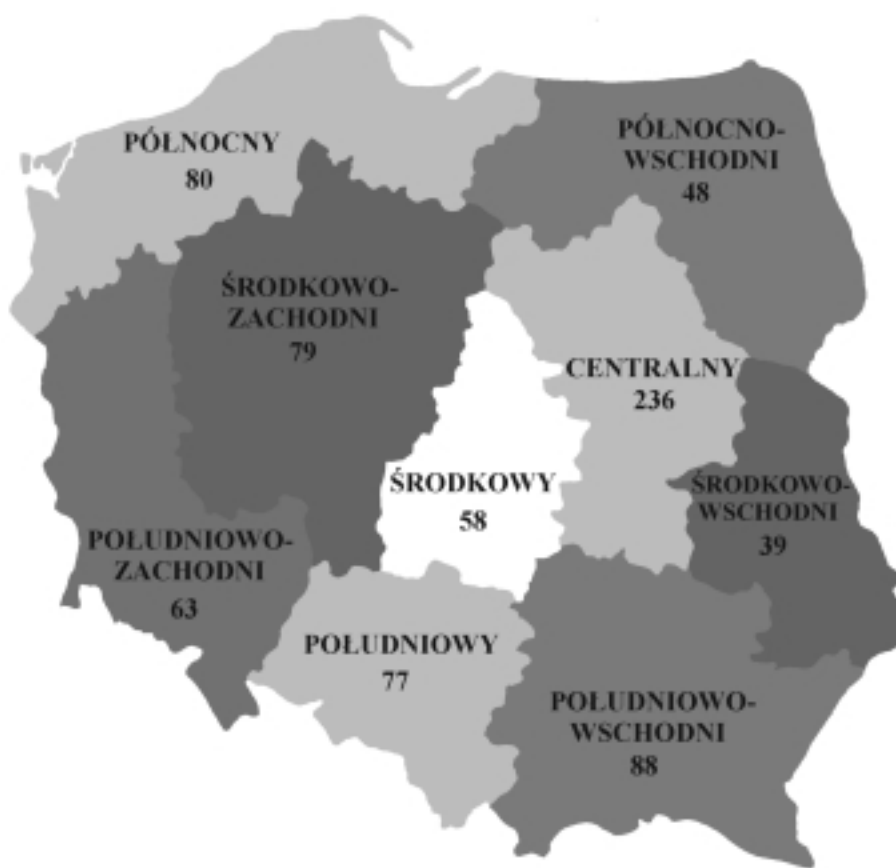 PÓŁNOCNY
80
PÓŁNOCNO-
WSCHODNI
48
ŚRODKOWO-
ZACHODNI
79
CENTRALNY
236
ŚRODKOWY
58
ŚRODKOWO-
WSCHODNI
39
POŁUDNIOWO-
ZACHODNI
63
POŁUDNIOWY
77
POŁUDNIOWO-
WSCHODNI
88